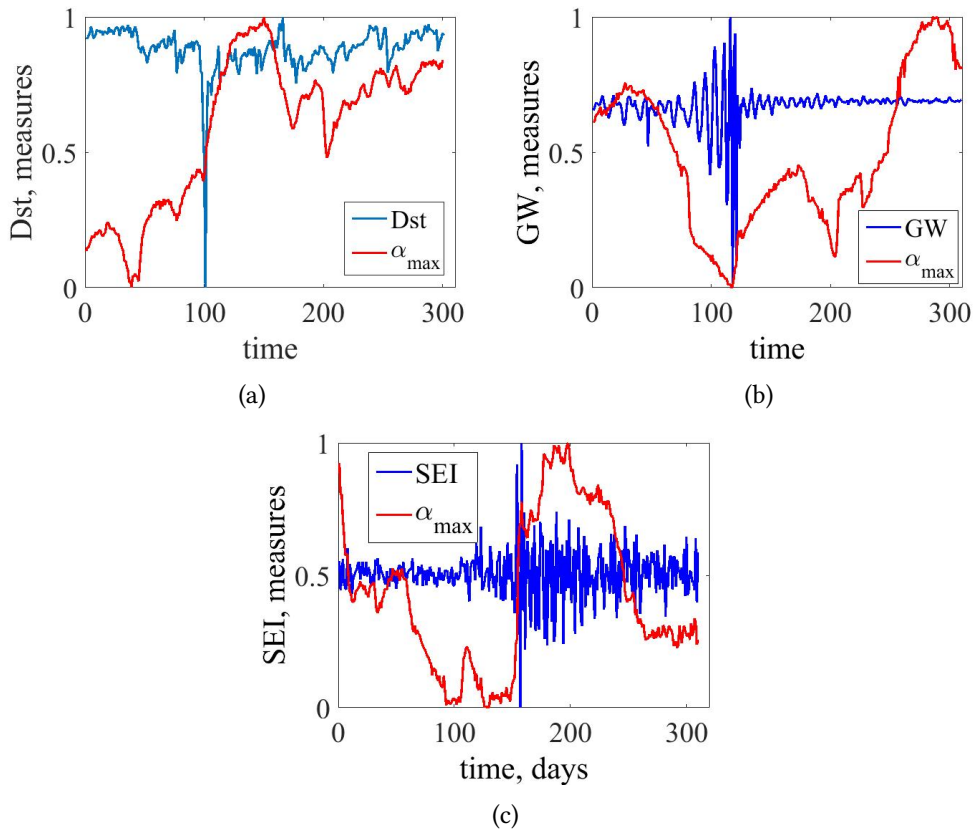 1
0.5
0
Dst, measures
Dst
α_max
0 100 200 300
time
(a)
1
0.5
0
GW, measures
GW
α_max
0 100 200 300
time
(b)
1
0.5
0
SEI, measures
SEI
α_max
0 100 200 300
time, days
(c)